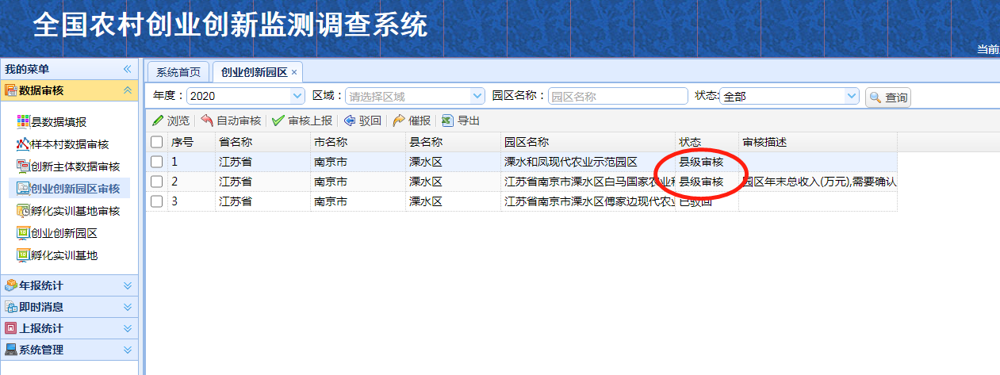 全国农村创业创新监测调查系统
当前
我的菜单
数据审核
县数据填报
样本村数据审核
创新主体数据审核
创业创新园区审核
孵化实训基地审核
创业创新园区
孵化实训基地
年报统计
即时消息
上报统计
系统管理
系统首页 创业创新园区 ×
年度： 2020 区域： 请选择区域 园区名称： 园区名称 状态: 全部 查询
浏览 自动审核 审核上报 驳回 催报 导出
序号 省名称 市名称 县名称 园区名称 状态 审核描述
1 江苏省 南京市 溧水区 溧水和凤现代农业示范园区 县级审核
2 江苏省 南京市 溧水区 江苏省南京市溧水区白马国家农业 县级审核 园区年末总收入(万元),需要确认
3 江苏省 南京市 溧水区 江苏省南京市溧水区傅家边现代农业 已驳回